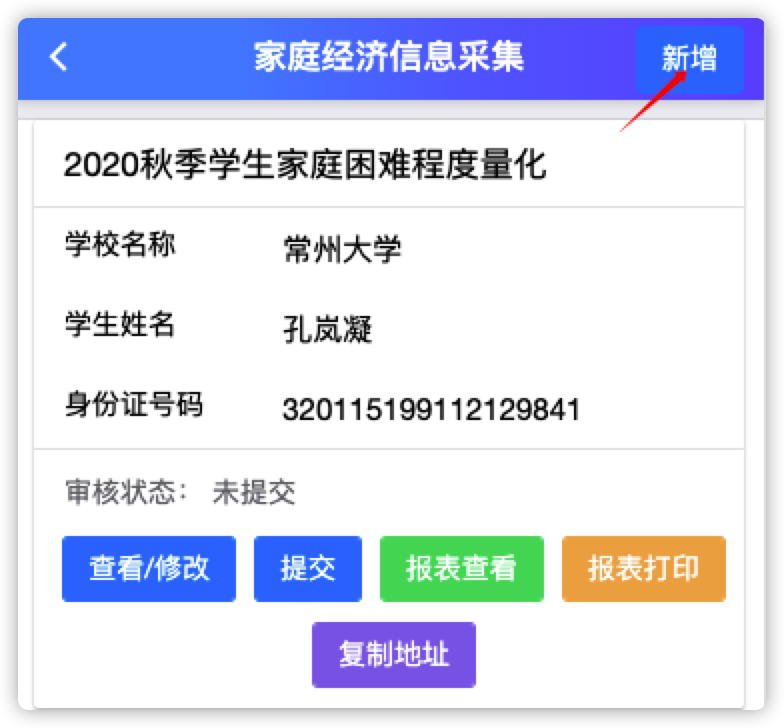 家庭经济信息采集 新增
2020秋季学生家庭困难程度量化
学校名称 常州大学
学生姓名 孔岚凝
身份证号码 320115199112129841
审核状态： 未提交
查看/修改 提交 报表查看 报表打印
复制地址